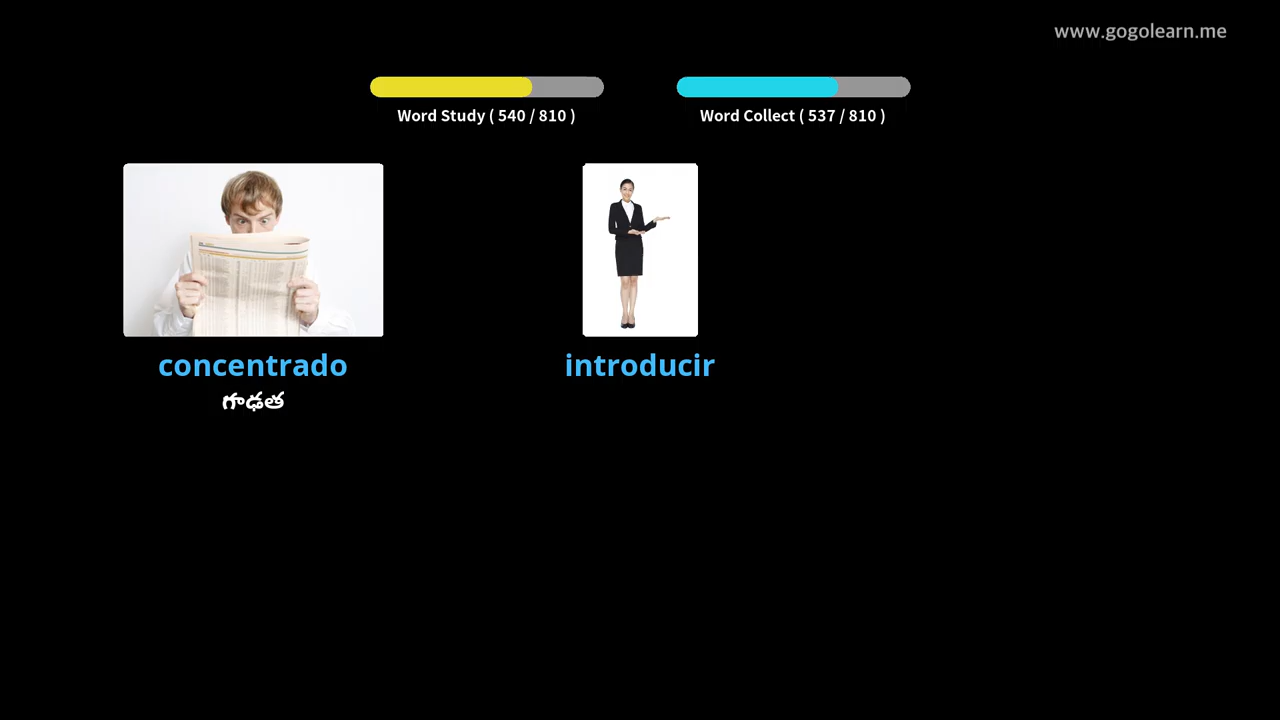 www.gogolearn.me
Word Study ( 540 / 810 )
Word Collect ( 537 / 810 )
concentrado
గాఢత
introducir